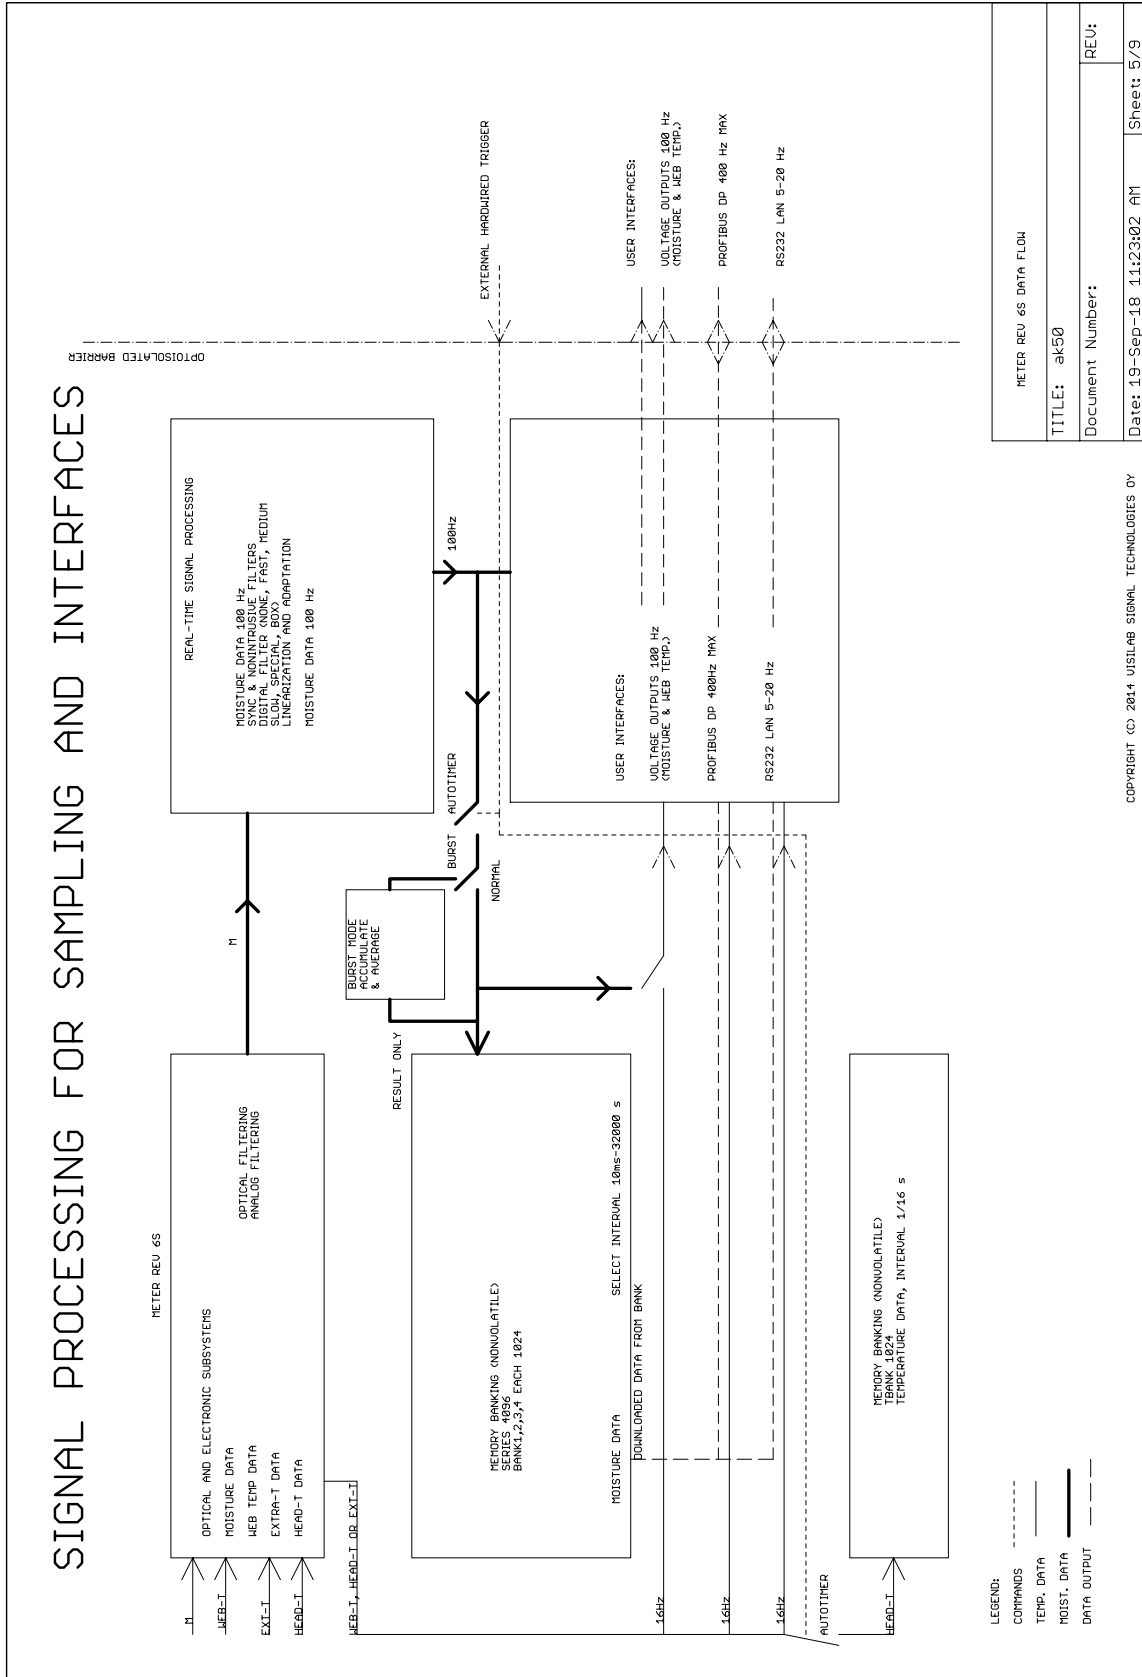 SIGNAL PROCESSING FOR SAMPLING AND INTERFACES
OPTOISOLATED BARRIER
METER REV 6S
OPTICAL AND ELECTRONIC SUBSYSTEMS
MOISTURE DATA
WEB TEMP DATA
EXTRA-T DATA
HEAD-T DATA
OPTICAL FILTERING
ANALOG FILTERING
M
WEB-T
EXT-T
HEAD-T
WEB-T, HEAD-T OR EXT-T
M
REAL-TIME SIGNAL PROCESSING
MOISTURE DATA 100 Hz
SYNC & NONINTRUSIVE FILTERS
DIGITAL FILTER (NONE, FAST, MEDIUM
SLOW, SPECIAL, BOX)
LINEARIZATION AND ADAPTATION
MOISTURE DATA 100 Hz
100Hz
EXTERNAL HARDWIRED TRIGGER
BURST MODE
ACCUMULATE
& AVERAGE
RESULT ONLY
BURST
AUTOTIMER
NORMAL
MEMORY BANKING (NONVOLATILE)
SERIES 4096
BANK1,2,3,4 EACH 1024
MOISTURE DATA
SELECT INTERVAL 10ms-32000 s
DOWNLOADED DATA FROM BANK
USER INTERFACES:
VOLTAGE OUTPUTS 100 Hz
(MOISTURE & WEB TEMP.)
PROFIBUS DP 400Hz MAX
RS232 LAN 5-20 Hz
USER INTERFACES:
VOLTAGE OUTPUTS 100 Hz
(MOISTURE & WEB TEMP.)
PROFIBUS DP 400 Hz MAX
RS232 LAN 5-20 Hz
16Hz
16Hz
16Hz
AUTOTIMER
HEAD-T
MEMORY BANKING (NONVOLATILE)
TBANK 1024
TEMPERATURE DATA, INTERVAL 1/16 s
LEGEND:
COMMANDS
TEMP. DATA
MOIST. DATA
DATA OUTPUT
COPYRIGHT (C) 2014 VISILAB SIGNAL TECHNOLOGIES OY
METER REV 6S DATA FLOW
TITLE: ak50
Document Number:
REV:
Date: 19-Sep-18 11:23:02 AM
Sheet: 5/9